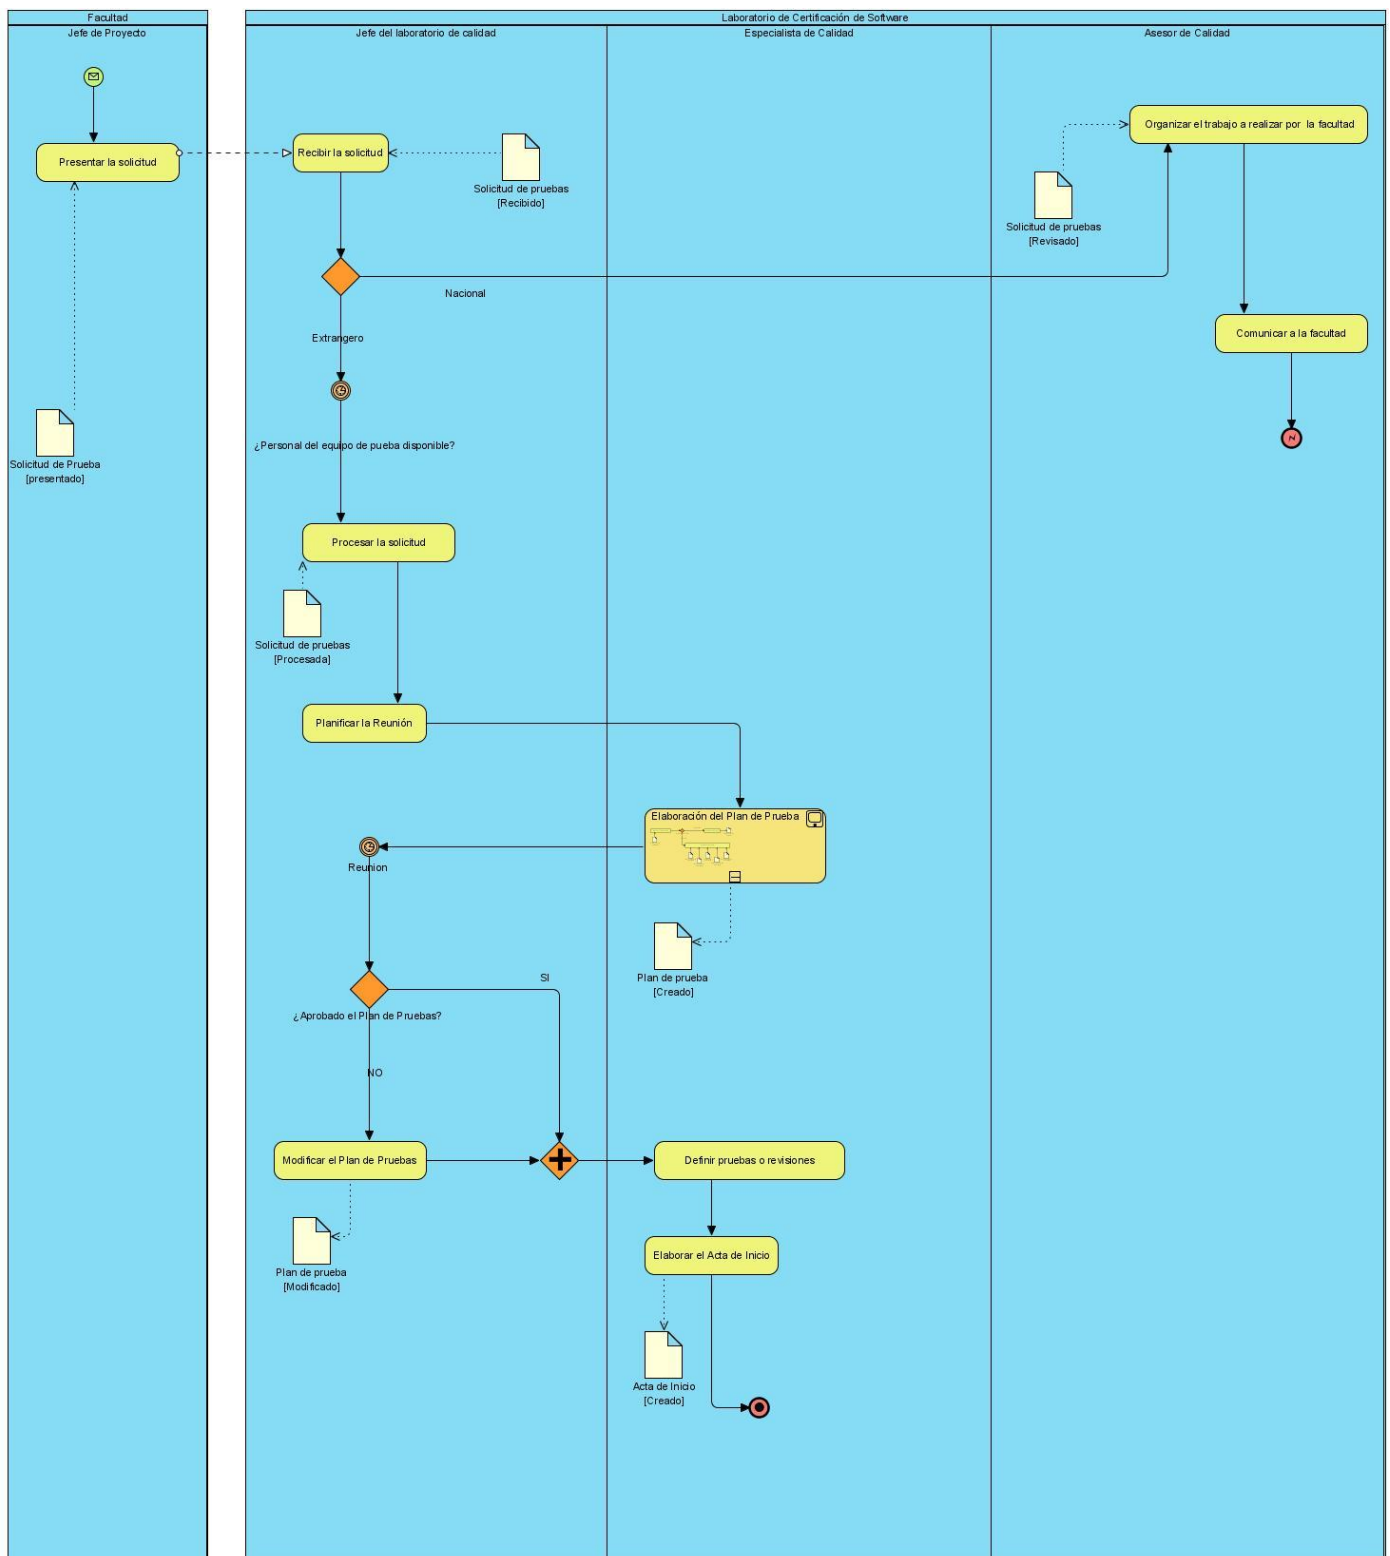 Facultad
Jefe de Proyecto
Presentar la solicitud
Solicitud de Prueba
[presentado]
Laboratorio de Certificación de Software
Jefe del laboratorio de calidad
Especialista de Calidad
Asesor de Calidad
Recibir la solicitud
Solicitud de pruebas
[Recibido]
Organizar el trabajo a realizar por la facultad
Solicitud de pruebas
[Revisado]
Nacional
Extrangero
Comunicar a la facultad
¿Personal del equipo de pueba disponible?
Procesar la solicitud
Solicitud de pruebas
[Procesada]
Planificar la Reunión
Elaboración del Plan de Prueba
Reunion
Plan de prueba
[Creado]
SI
¿Aprobado el Plan de Pruebas?
NO
Modificar el Plan de Pruebas
Definir pruebas o revisiones
Plan de prueba
[Modificado]
Elaborar el Acta de Inicio
Acta de Inicio
[Creado]